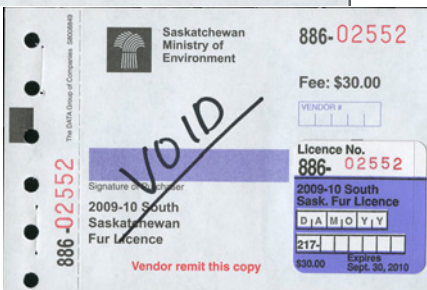 Saskatchewan
Ministry of
Environment
886-02552
Fee: $30.00
VENDOR #
The DATA Group of Companies
886-02552
VOID
Signature of Purchaser
2009-10 South
Saskatchewan
Fur Licence
Vendor remit this copy
Licence No.
886- 02552
2009-10 South
Sask. Fur Licence
D A M O Y Y
217-
$30.00
Expires
Sept. 30, 2010